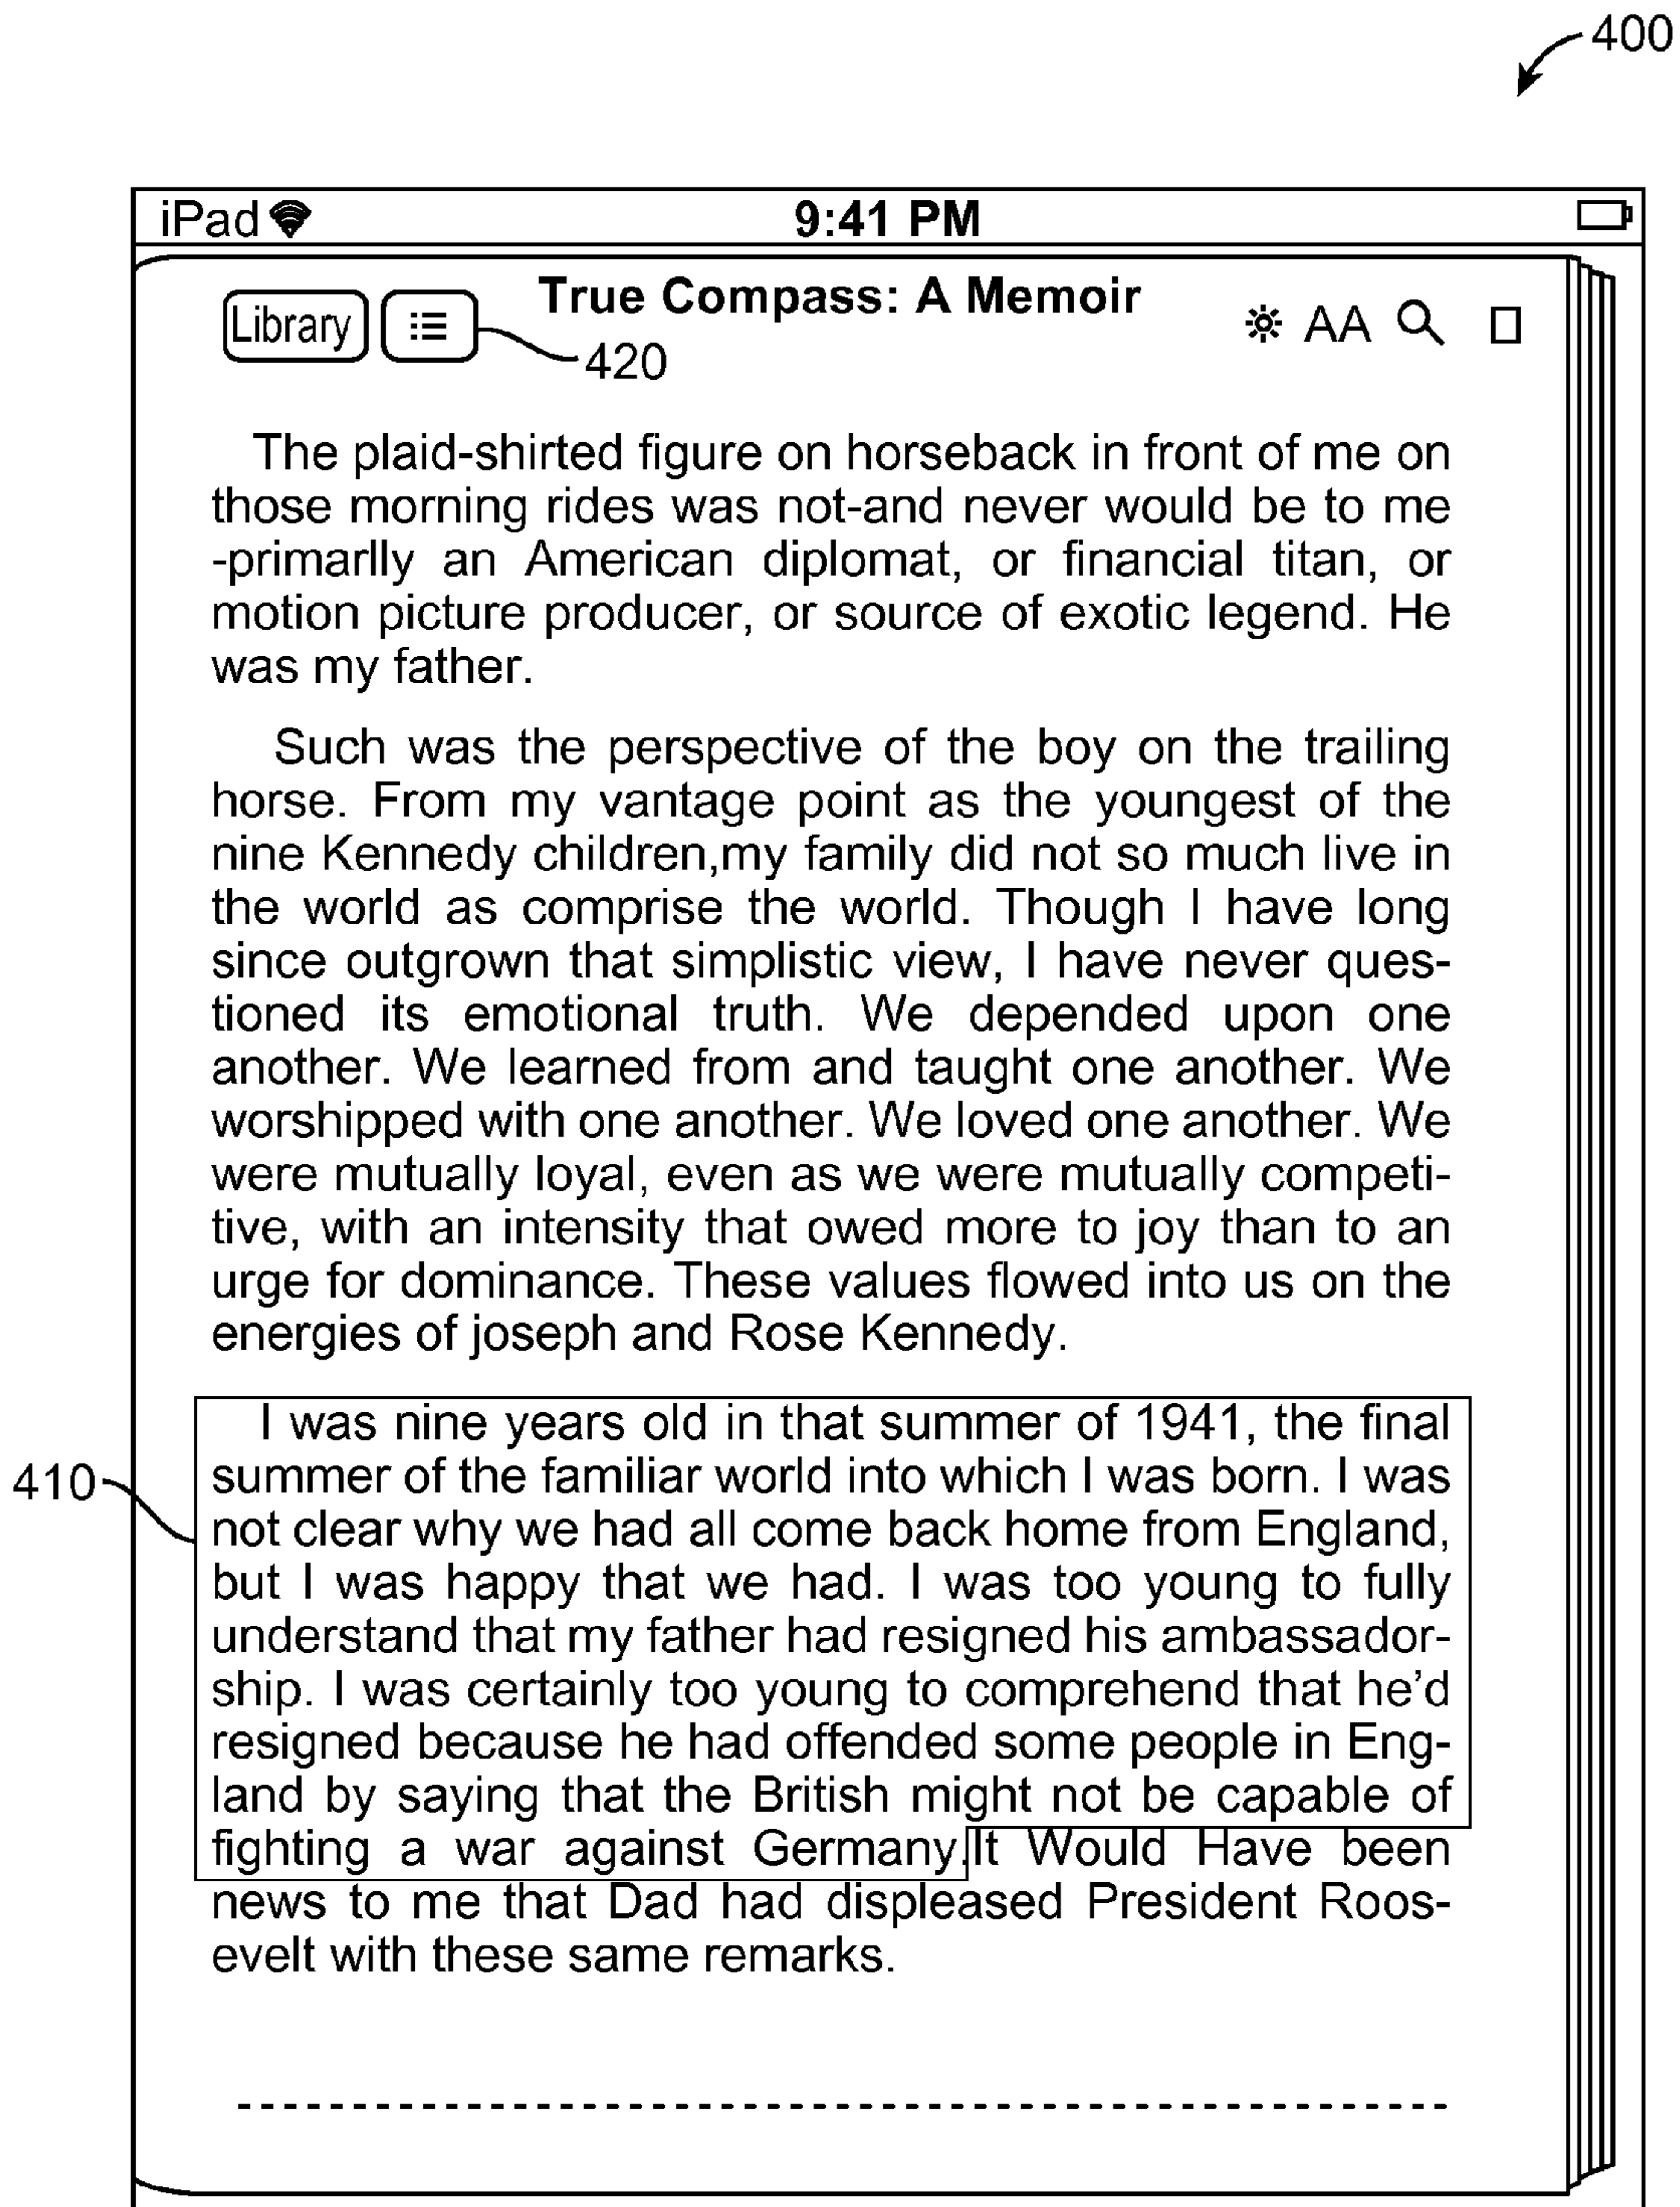 400
iPad 9:41 PM
True Compass: A Memoir
Library AA
420
The plaid-shirted figure on horseback in front of me on
those morning rides was not-and never would be to me
-primarlly an American diplomat, or financial titan, or
motion picture producer, or source of exotic legend. He
was my father.
Such was the perspective of the boy on the trailing
horse. From my vantage point as the youngest of the
nine Kennedy children,my family did not so much live in
the world as comprise the world. Though I have long
since outgrown that simplistic view, I have never ques-
tioned its emotional truth. We depended upon one
another. We learned from and taught one another. We
worshipped with one another. We loved one another. We
were mutually loyal, even as we were mutually competi-
tive, with an intensity that owed more to joy than to an
urge for dominance. These values flowed into us on the
energies of joseph and Rose Kennedy.
I was nine years old in that summer of 1941, the final
410 summer of the familiar world into which I was born. I was
not clear why we had all come back home from England,
but I was happy that we had. I was too young to fully
understand that my father had resigned his ambassador-
ship. I was certainly too young to comprehend that he’d
resigned because he had offended some people in Eng-
land by saying that the British might not be capable of
fighting a war against Germany.It Would Have been
news to me that Dad had displeased President Roos-
evelt with these same remarks.